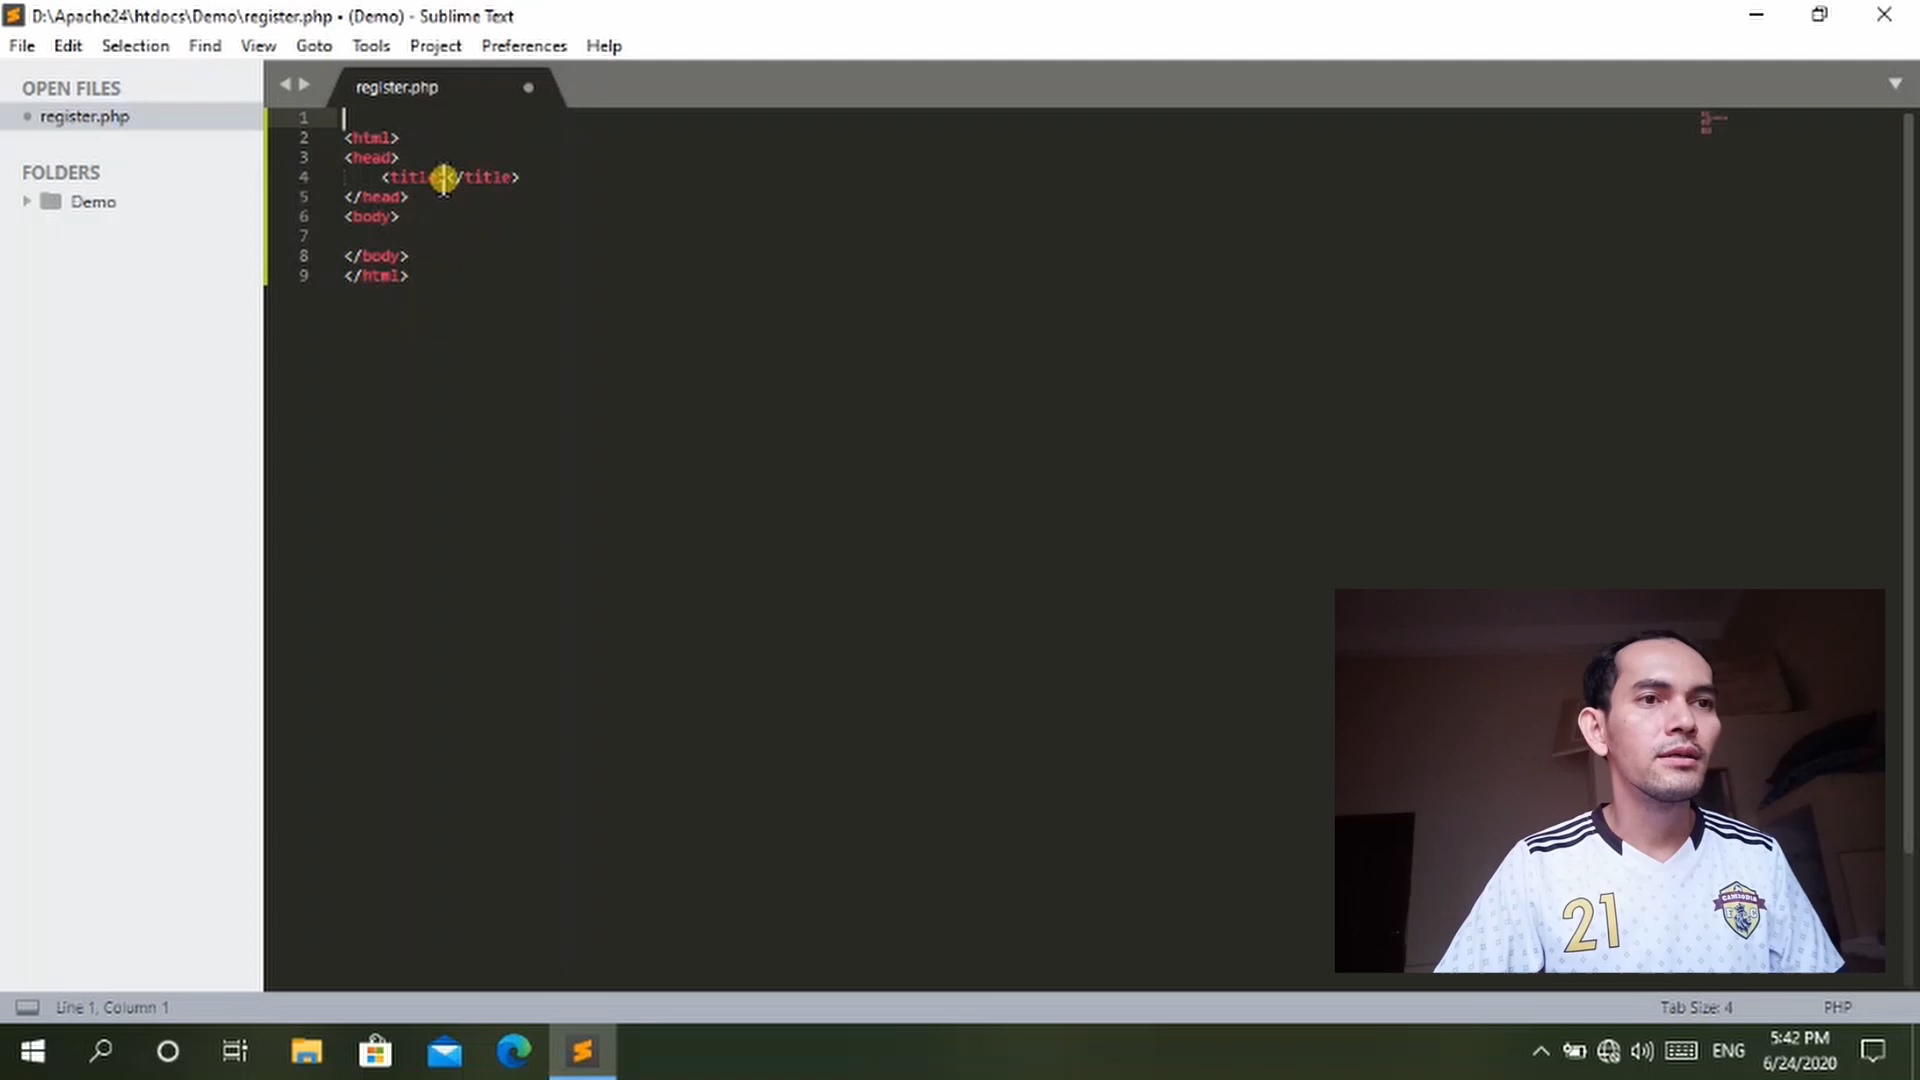 D:\Apache24\htdocs\Demo\register.php • (Demo) - Sublime Text
File Edit Selection Find View Goto Tools Project Preferences Help
OPEN FILES
register.php
FOLDERS
Demo
register.php
1
2 <html>
3 <head>
4 <title></title>
5 </head>
6 <body>
7
8 </body>
9 </html>
21
CAMBODIA
FC
Line 1, Column 1
Tab Size: 4
PHP
ENG
5:42 PM
6/24/2020